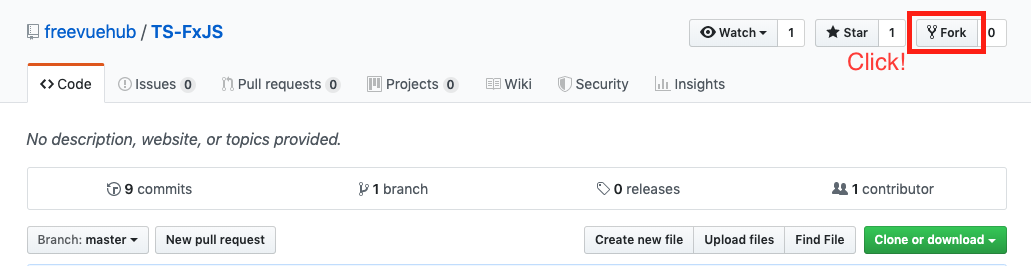 freevuehub / TS-FxJS
Watch 1 Star 1 Fork 0
Click!
Code Issues 0 Pull requests 0 Projects 0 Wiki Security Insights
No description, website, or topics provided.
9 commits 1 branch 0 releases 1 contributor
Branch: master New pull request Create new file Upload files Find File Clone or download